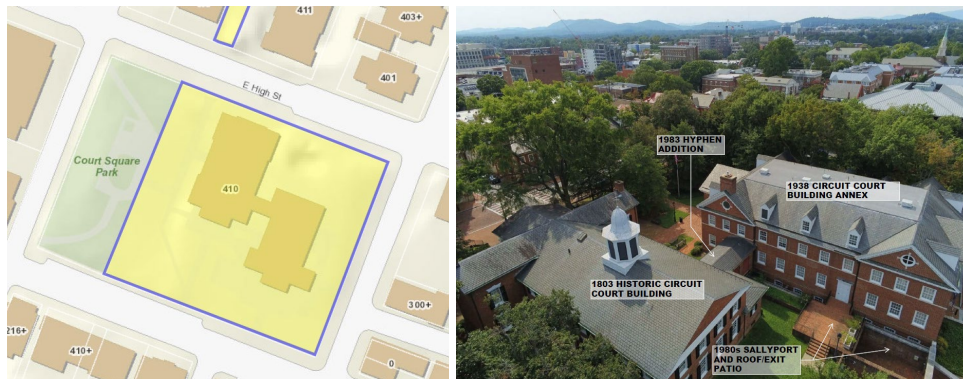 411
403+
401
E High St
Court Square
Park
410
300+
216+
410+
0
1983 HYPHEN
ADDITION
1938 CIRCUIT COURT
BUILDING ANNEX
1803 HISTORIC CIRCUIT
COURT BUILDING
1980s SALLYPORT
AND ROOF/EXIT
PATIO